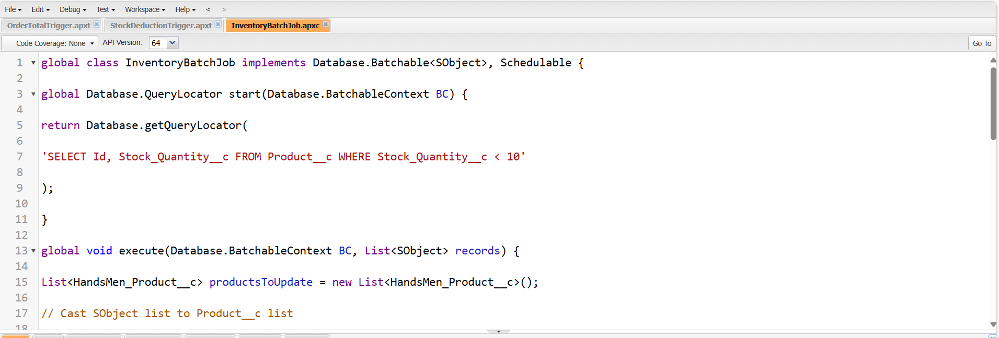 File Edit Debug Test Workspace Help < >
OrderTotalTrigger.apxt StockDeductionTrigger.apxt InventoryBatchJob.apxc
Code Coverage: None API Version: 64 Go To
1 global class InventoryBatchJob implements Database.Batchable<SObject>, Schedulable {
2
3 global Database.QueryLocator start(Database.BatchableContext BC) {
4
5 return Database.getQueryLocator(
6
7 'SELECT Id, Stock_Quantity__c FROM Product__c WHERE Stock_Quantity__c < 10'
8
9 );
10
11 }
12
13 global void execute(Database.BatchableContext BC, List<SObject> records) {
14
15 List<HandsMen_Product__c> productsToUpdate = new List<HandsMen_Product__c>();
16
17 // Cast SObject list to Product__c list
18